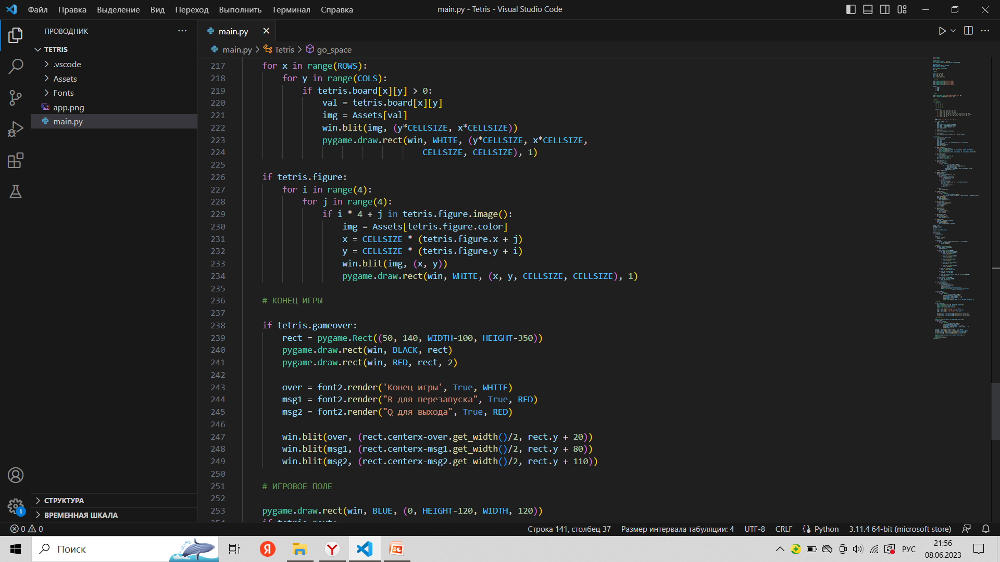 Файл Правка Выделение Вид Переход Выполнить Терминал Справка
main.py - Tetris - Visual Studio Code
ПРОВОДНИК
TETRIS
.vscode
Assets
Fonts
app.png
main.py
СТРУКТУРА
ВРЕМЕННАЯ ШКАЛА
1
main.py
main.py > Tetris > go_space
217 for x in range(ROWS):
218 for y in range(COLS):
219 if tetris.board[x][y] > 0:
220 val = tetris.board[x][y]
221 img = Assets[val]
222 win.blit(img, (y*CELLSIZE, x*CELLSIZE))
223 pygame.draw.rect(win, WHITE, (y*CELLSIZE, x*CELLSIZE,
224 CELLSIZE, CELLSIZE), 1)
225
226 if tetris.figure:
227 for i in range(4):
228 for j in range(4):
229 if i * 4 + j in tetris.figure.image():
230 img = Assets[tetris.figure.color]
231 x = CELLSIZE * (tetris.figure.x + j)
232 y = CELLSIZE * (tetris.figure.y + i)
233 win.blit(img, (x, y))
234 pygame.draw.rect(win, WHITE, (x, y, CELLSIZE, CELLSIZE), 1)
235
236 # КОНЕЦ ИГРЫ
237
238 if tetris.gameover:
239 rect = pygame.Rect((50, 140, WIDTH-100, HEIGHT-350))
240 pygame.draw.rect(win, BLACK, rect)
241 pygame.draw.rect(win, RED, rect, 2)
242
243 over = font2.render('Конец игры', True, WHITE)
244 msg1 = font2.render("R для перезапуска", True, RED)
245 msg2 = font2.render("Q для выхода", True, RED)
246
247 win.blit(over, (rect.centerx-over.get_width()/2, rect.y + 20))
248 win.blit(msg1, (rect.centerx-msg1.get_width()/2, rect.y + 80))
249 win.blit(msg2, (rect.centerx-msg2.get_width()/2, rect.y + 110))
250
251 # ИГРОВОЕ ПОЛЕ
252
253 pygame.draw.rect(win, BLUE, (0, HEIGHT-120, WIDTH, 120))
0 0
Строка 141, столбец 37 Размер интервала табуляции: 4 UTF-8 CRLF Python 3.11.4 64-bit (microsoft store)
Поиск
РУС
21:56
08.06.2023